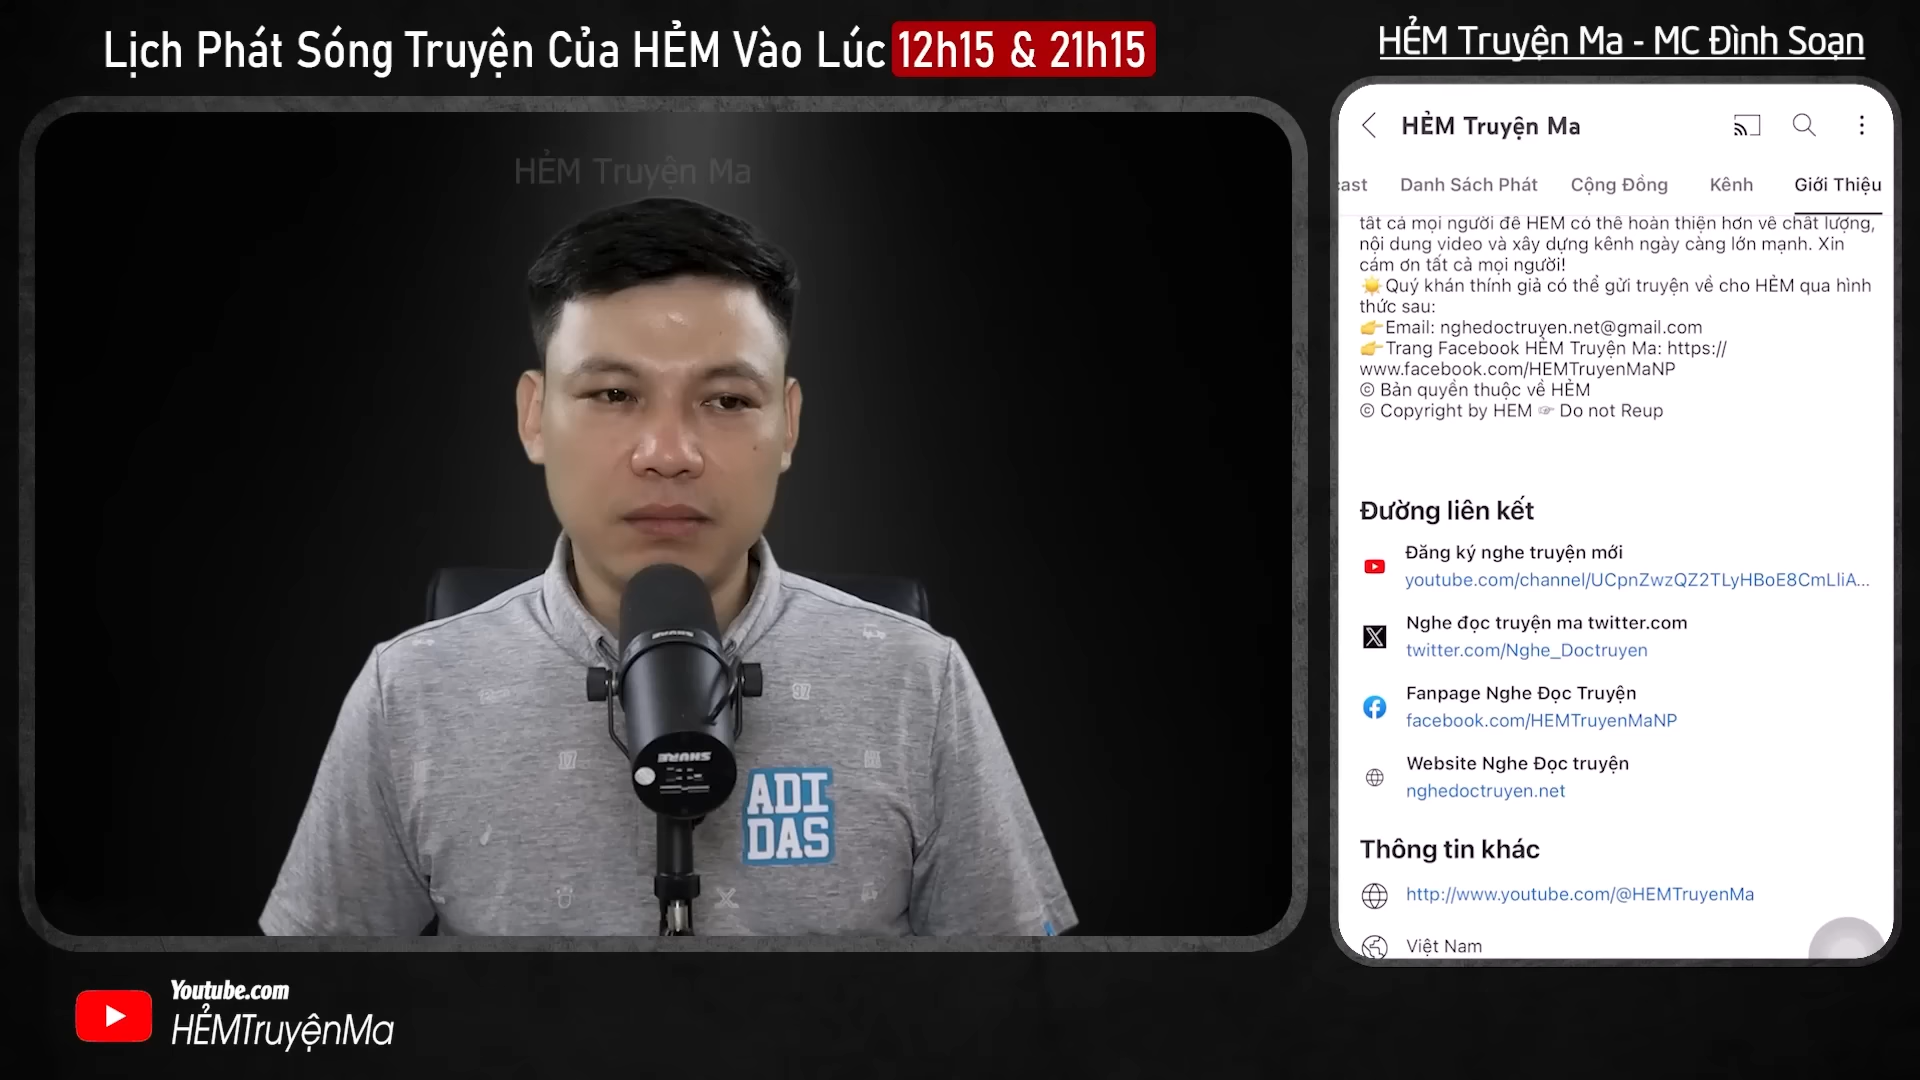 Lịch Phát Sóng Truyện Của HẺM Vào Lúc 12h15 & 21h15
HẺM Truyện Ma - MC Đình Soạn
HẺM Truyện Ma
SHURE
SHURE
ADI
DAS
Youtube.com
HẺMTruyệnMa
HẺM Truyện Ma
cast Danh Sách Phát Cộng Đồng Kênh Giới Thiệu
tất cả mọi người để HEM có thể hoàn thiện hơn về chất lượng,
nội dung video và xây dựng kênh ngày càng lớn mạnh. Xin
cám ơn tất cả mọi người!
☀️Quý khán thính giả có thể gửi truyện về cho HẺM qua hình
thức sau:
👉Email: nghedoctruyen.net@gmail.com
👉Trang Facebook HẺM Truyện Ma: https://
www.facebook.com/HEMTruyenMaNP
© Bản quyền thuộc về HẺM
© Copyright by HEM ☞ Do not Reup
Đường liên kết
Đăng ký nghe truyện mới
youtube.com/channel/UCpnZwzQZ2TLyHBoE8CmLliA...
Nghe đọc truyện ma twitter.com
twitter.com/Nghe_Doctruyen
Fanpage Nghe Đọc Truyện
facebook.com/HEMTruyenMaNP
Website Nghe Đọc truyện
nghedoctruyen.net
Thông tin khác
http://www.youtube.com/@HEMTruyenMa
Việt Nam